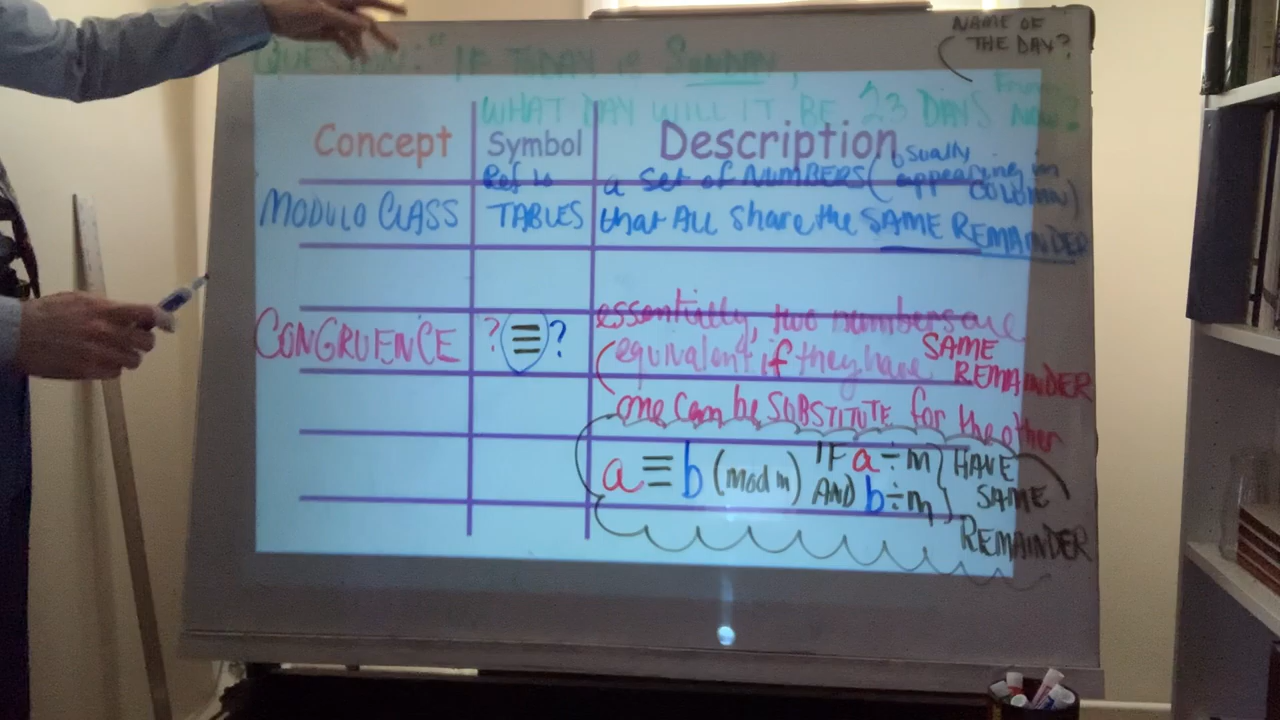 NAME OF
THE DAY?
QUESTION: "IF TODAY is SUNDAY,
WHAT DAY WILL IT BE 23 DAYS From
Now?
Concept Symbol Description
MODULO CLASS
Ref to
TABLES
a set of NUMBERS (usually
appearing in
COLUMN)
that ALL share the SAME REMAINDER
CONGRUENCE
? ≡ ?
essentially, two numbers are
(equivalent if they have SAME
REMAINDER
one can be SUBSTITUTE for the other
a ≡ b (mod m) IF a ÷ m } HAVE
AND b ÷ m SAME
REMAINDER